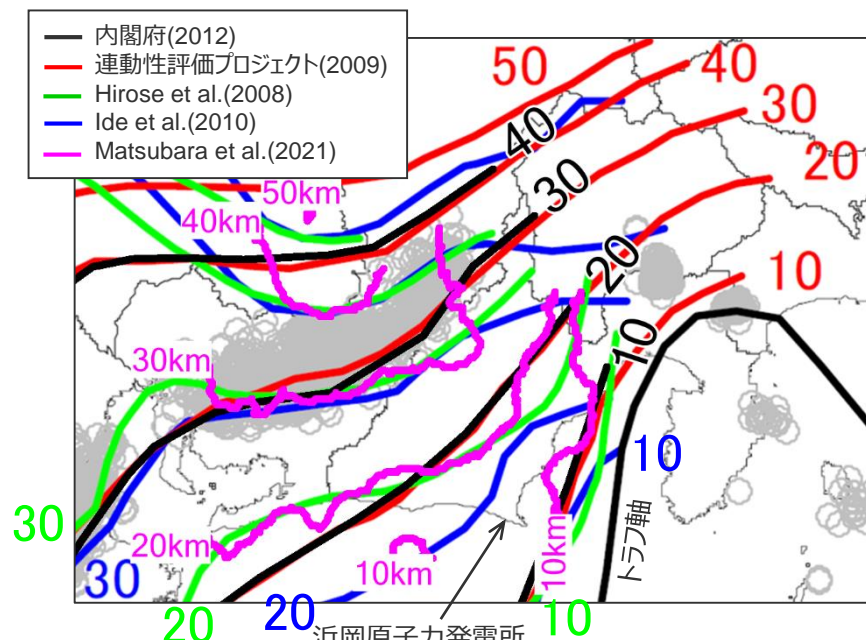 内閣府(2012)
連動性評価プロジェクト(2009)
Hirose et al.(2008)
Ide et al.(2010)
Matsubara et al.(2021)
50
40
30
20
10
40
30
20
10
50km
40km
30km
20km
10km
10km
10
トラフ軸
30
30
20
20
10
浜岡原子力発電所